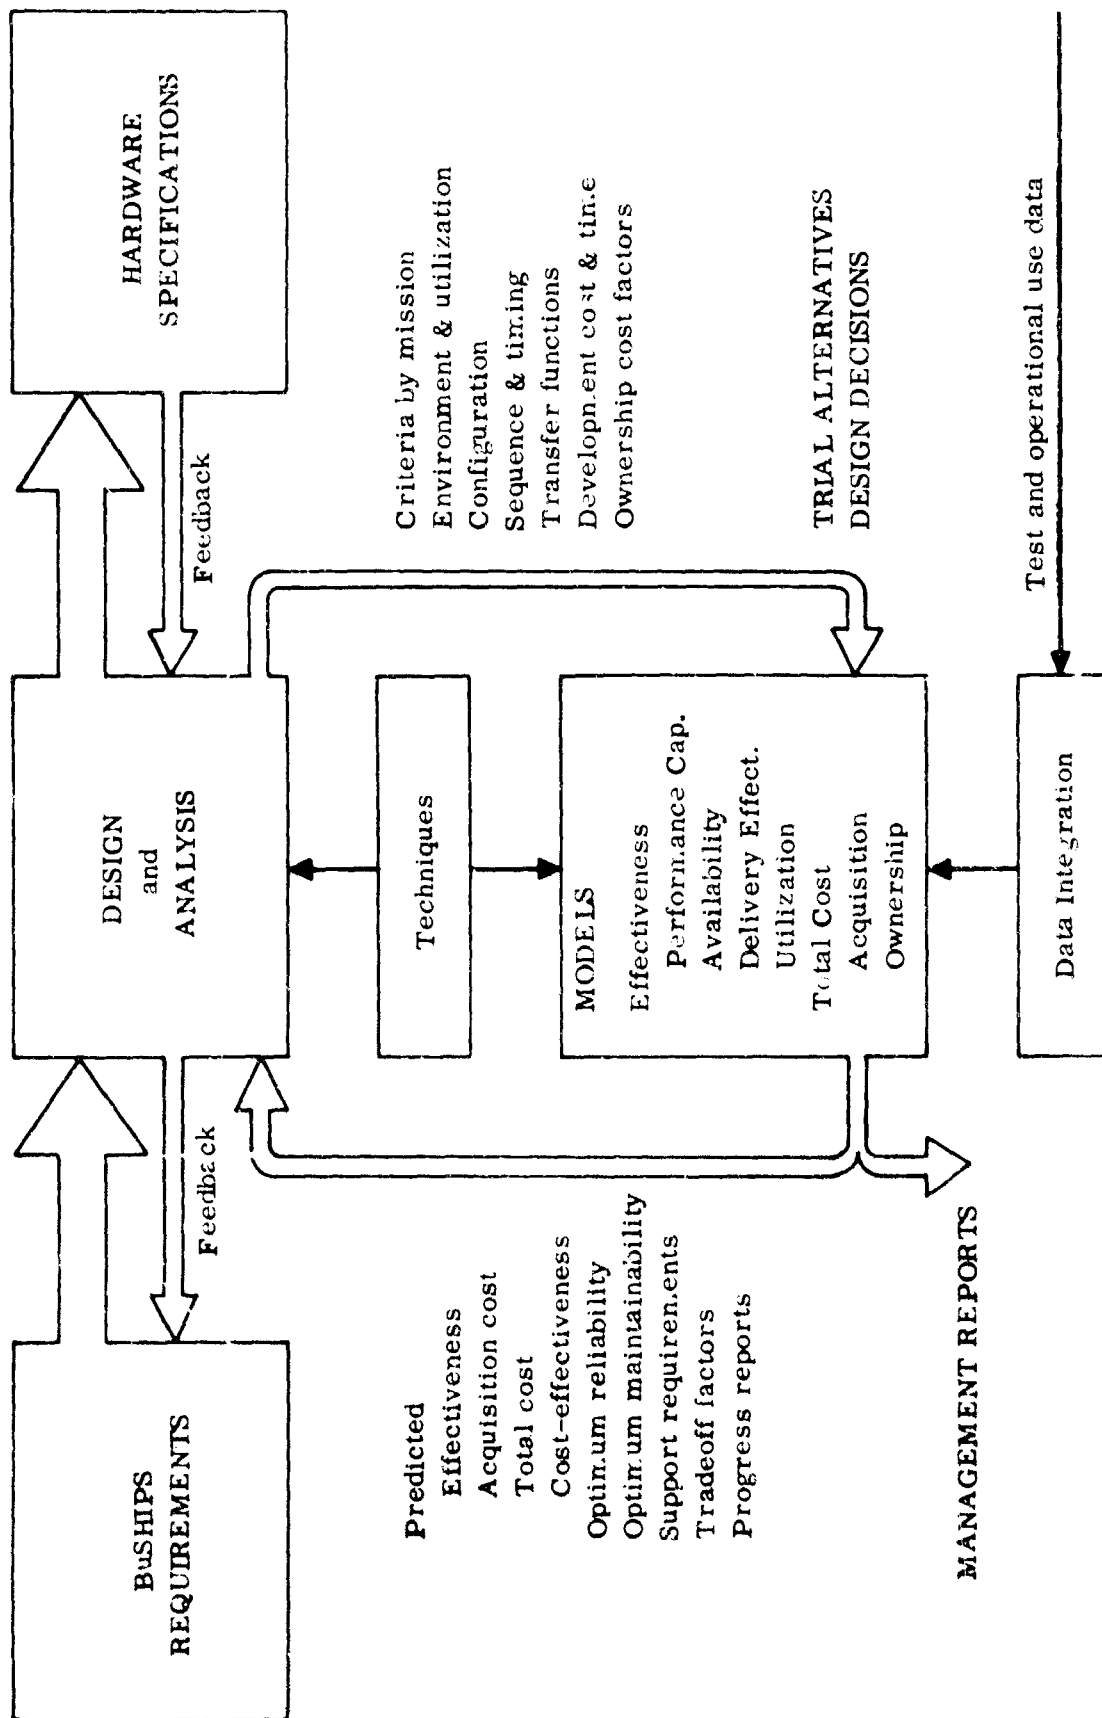 BuSHIPS
REQUIREMENTS
Feedback
DESIGN
and
ANALYSIS
Feedback
HARDWARE
SPECIFICATIONS
Predicted
Effectiveness
Acquisition cost
Total cost
Cost-effectiveness
Optimum reliability
Optimum maintainability
Support requirements
Tradeoff factors
Progress reports
MANAGEMENT REPORTS
Techniques
MODELS
Effectiveness
Performance Cap.
Availability
Delivery Effect.
Utilization
Total Cost
Acquisition
Ownership
Data Integration
Criteria by mission
Environment & utilization
Configuration
Sequence & timing
Transfer functions
Development cost & time
Ownership cost factors
TRIAL ALTERNATIVES
DESIGN DECISIONS
Test and operational use data